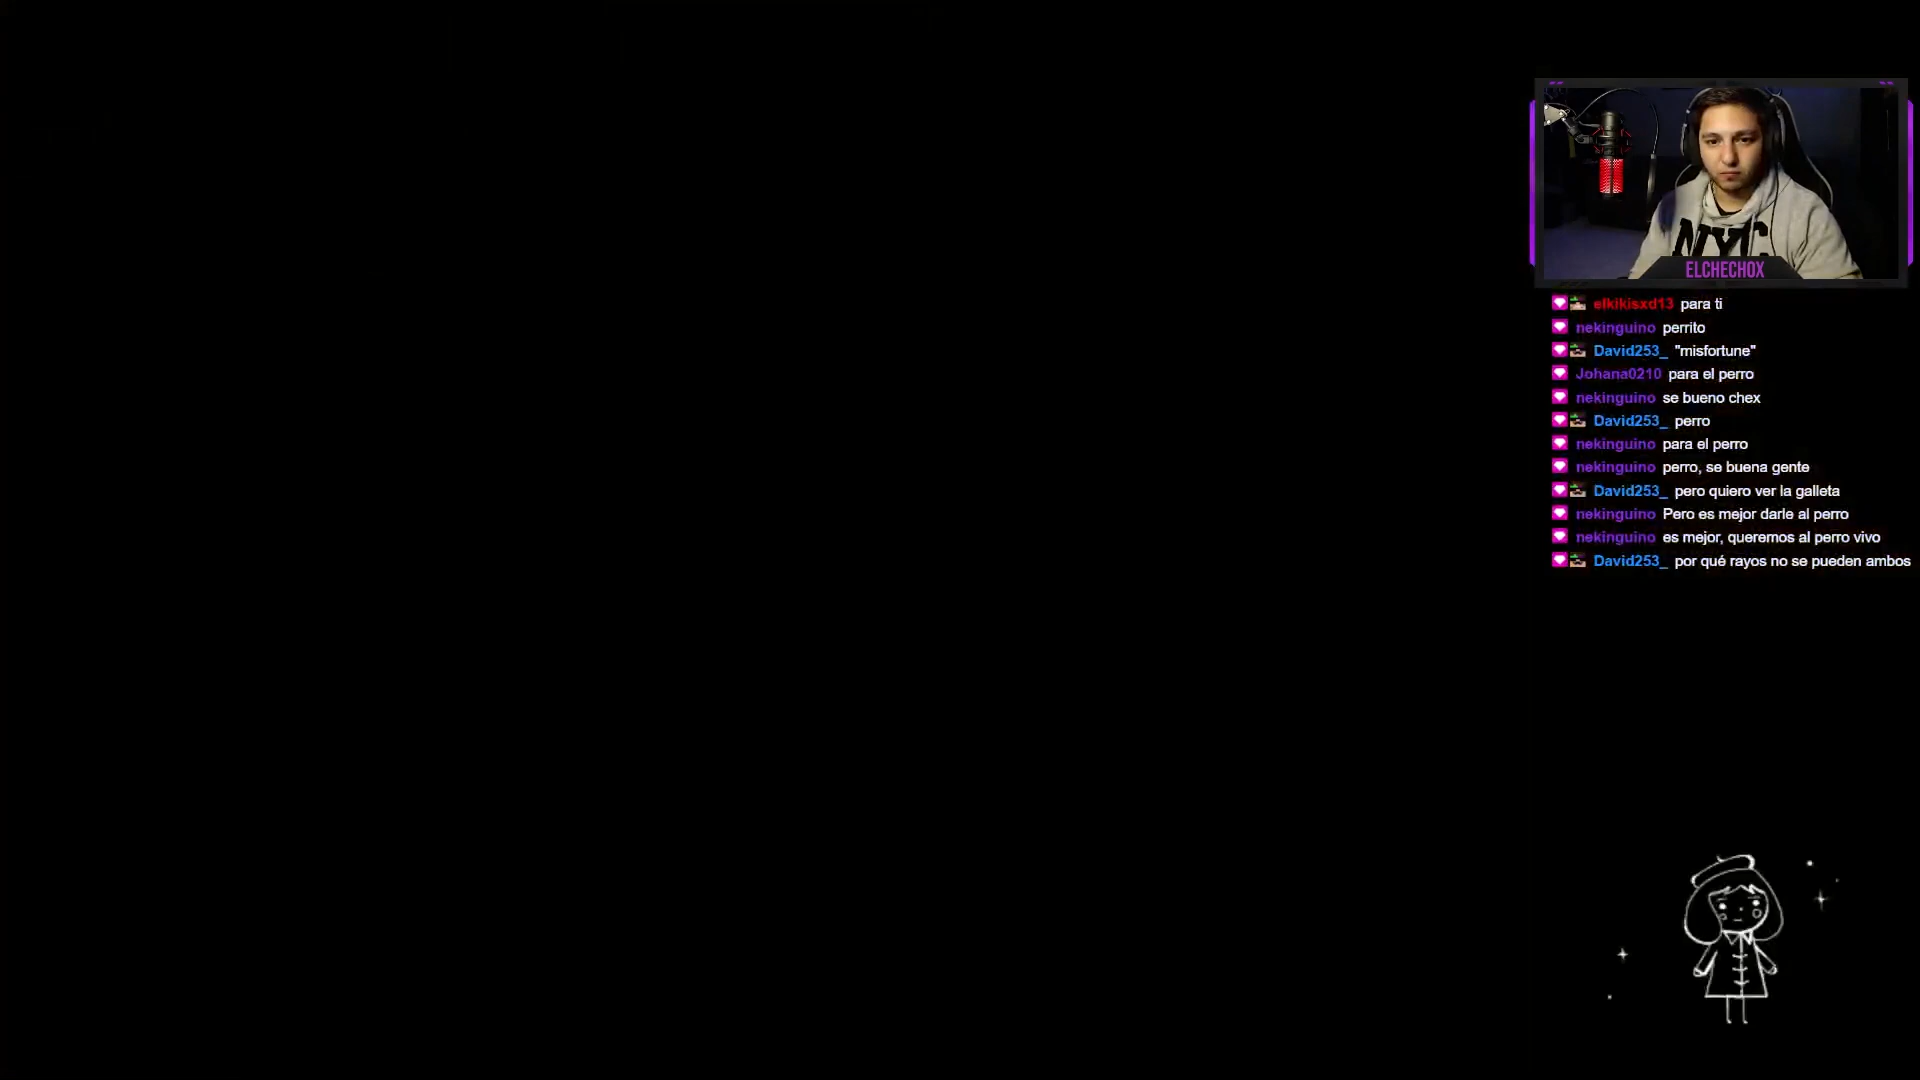 NYC
ELCHECHOX
elkikisxd13 para ti
nekinguino perrito
David253_ "misfortune"
Johana0210 para el perro
nekinguino se bueno chex
David253_ perro
nekinguino para el perro
nekinguino perro, se buena gente
David253_ pero quiero ver la galleta
nekinguino Pero es mejor darle al perro
nekinguino es mejor, queremos al perro vivo
David253_ por qué rayos no se pueden ambos